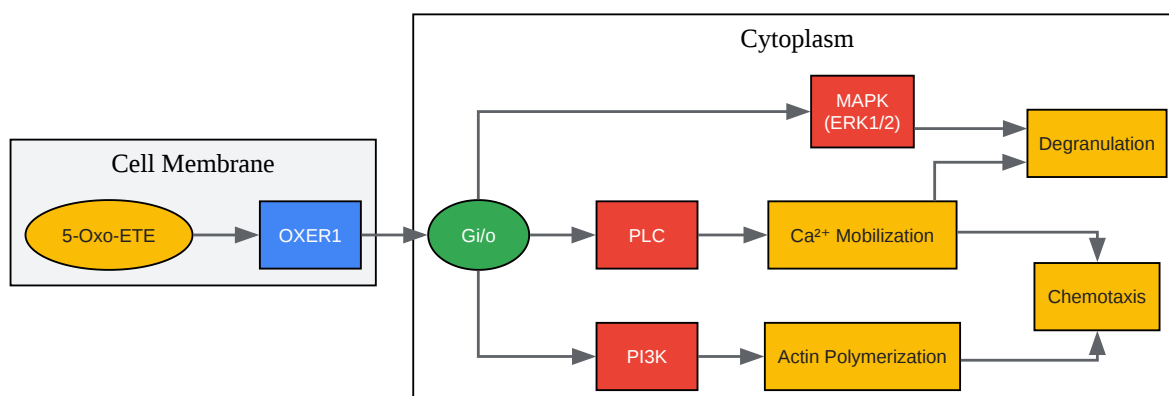 Cytoplasm
Cell Membrane
MAPK
(ERK1/2)
Degranulation
5-Oxo-ETE
OXER1
Gi/o
PLC
Ca²⁺ Mobilization
Chemotaxis
PI3K
Actin Polymerization